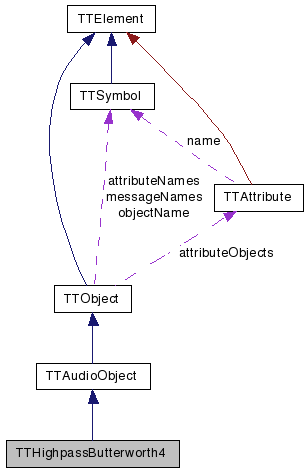 TTElement
TTSymbol
name
attributeNames
messageNames
objectName
TTAttribute
attributeObjects
TTObject
TTAudioObject
TTHighpassButterworth4